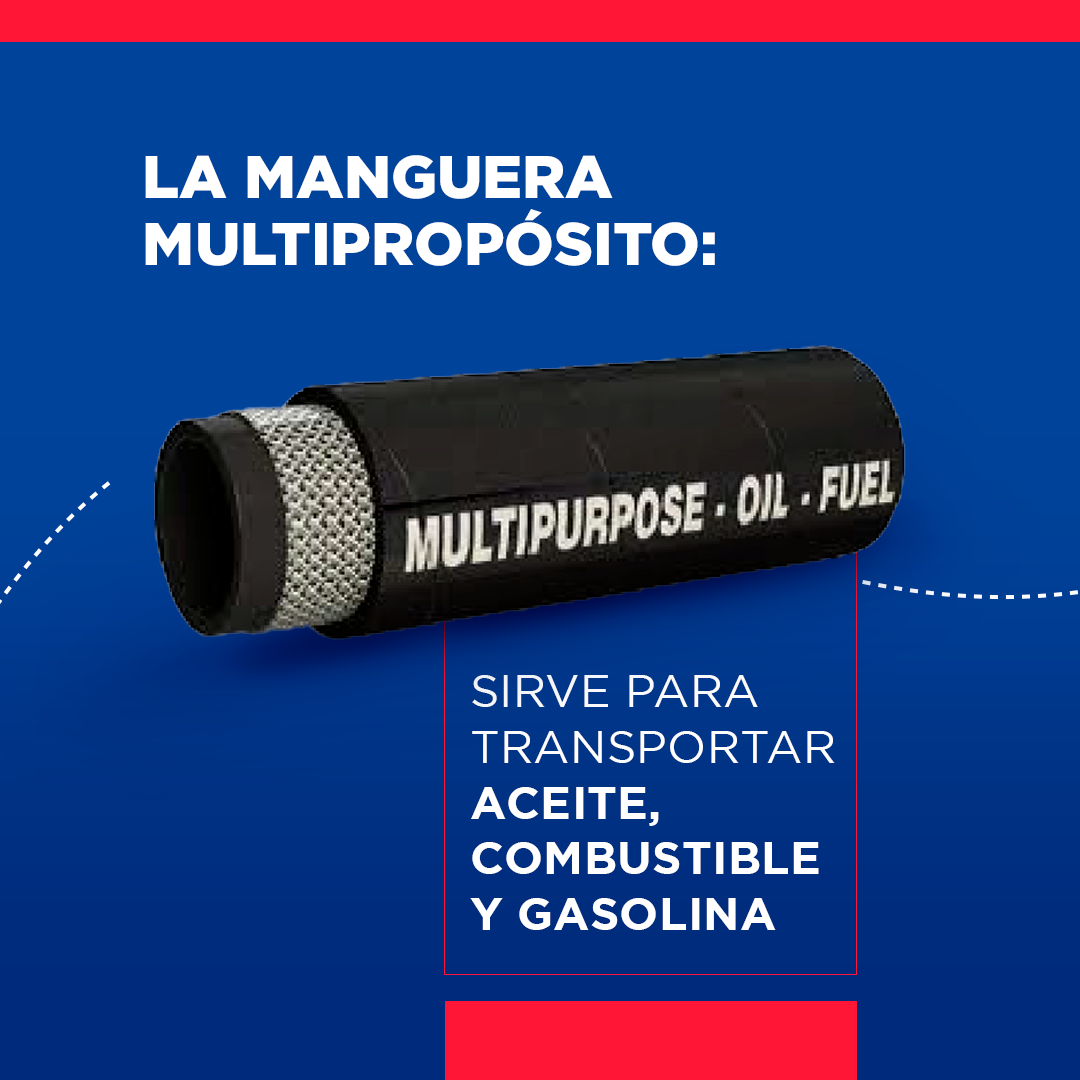 LA MANGUERA
MULTIPROPÓSITO:
MULTIPURPOSE · OIL · FUEL
SIRVE PARA
TRANSPORTAR
ACEITE,
COMBUSTIBLE
Y GASOLINA